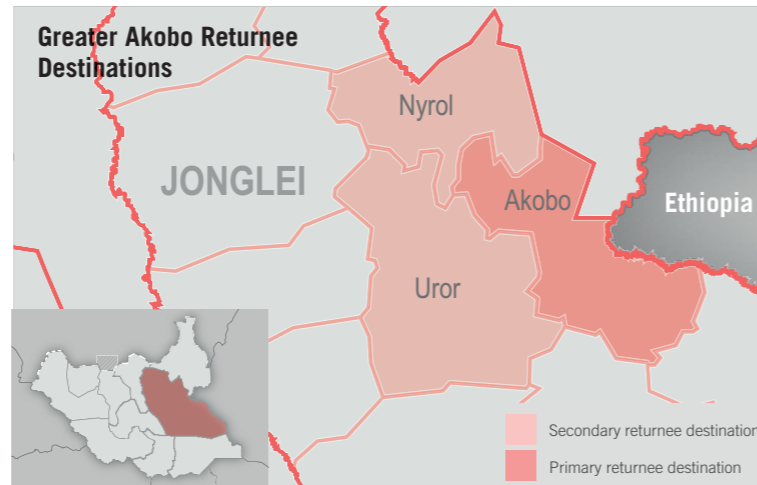 Greater Akobo Returnee
Destinations
Nyrol
JONGLEI
Akobo
Ethiopia
Uror
Secondary returnee destination
Primary returnee destination